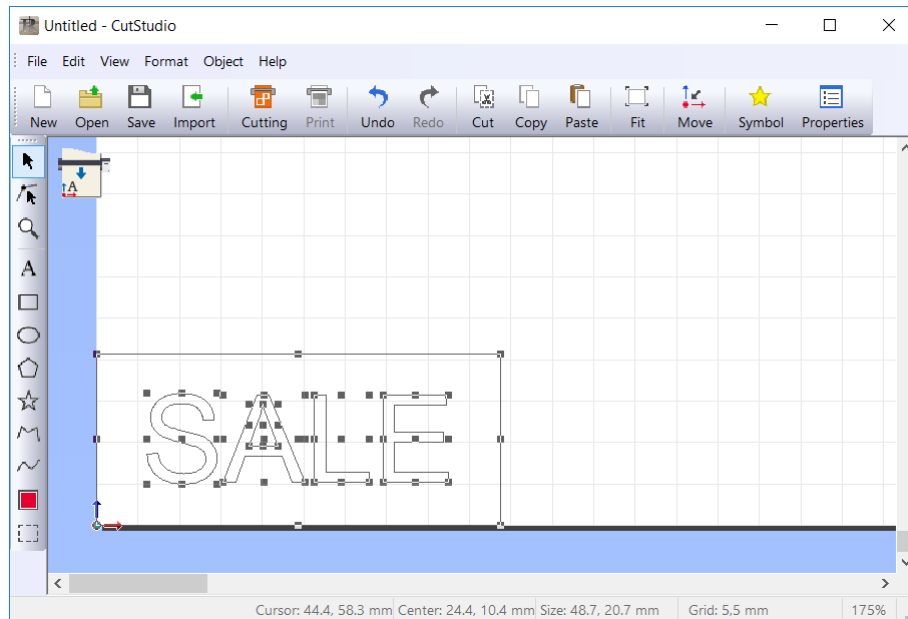 Untitled - CutStudio
File Edit View Format Object Help
New Open Save Import Cutting Print Undo Redo Cut Copy Paste Fit Move Symbol Properties
A
A
SALE
Cursor: 44.4, 58.3 mm Center: 24.4, 10.4 mm Size: 48.7, 20.7 mm Grid: 5,5 mm 175%